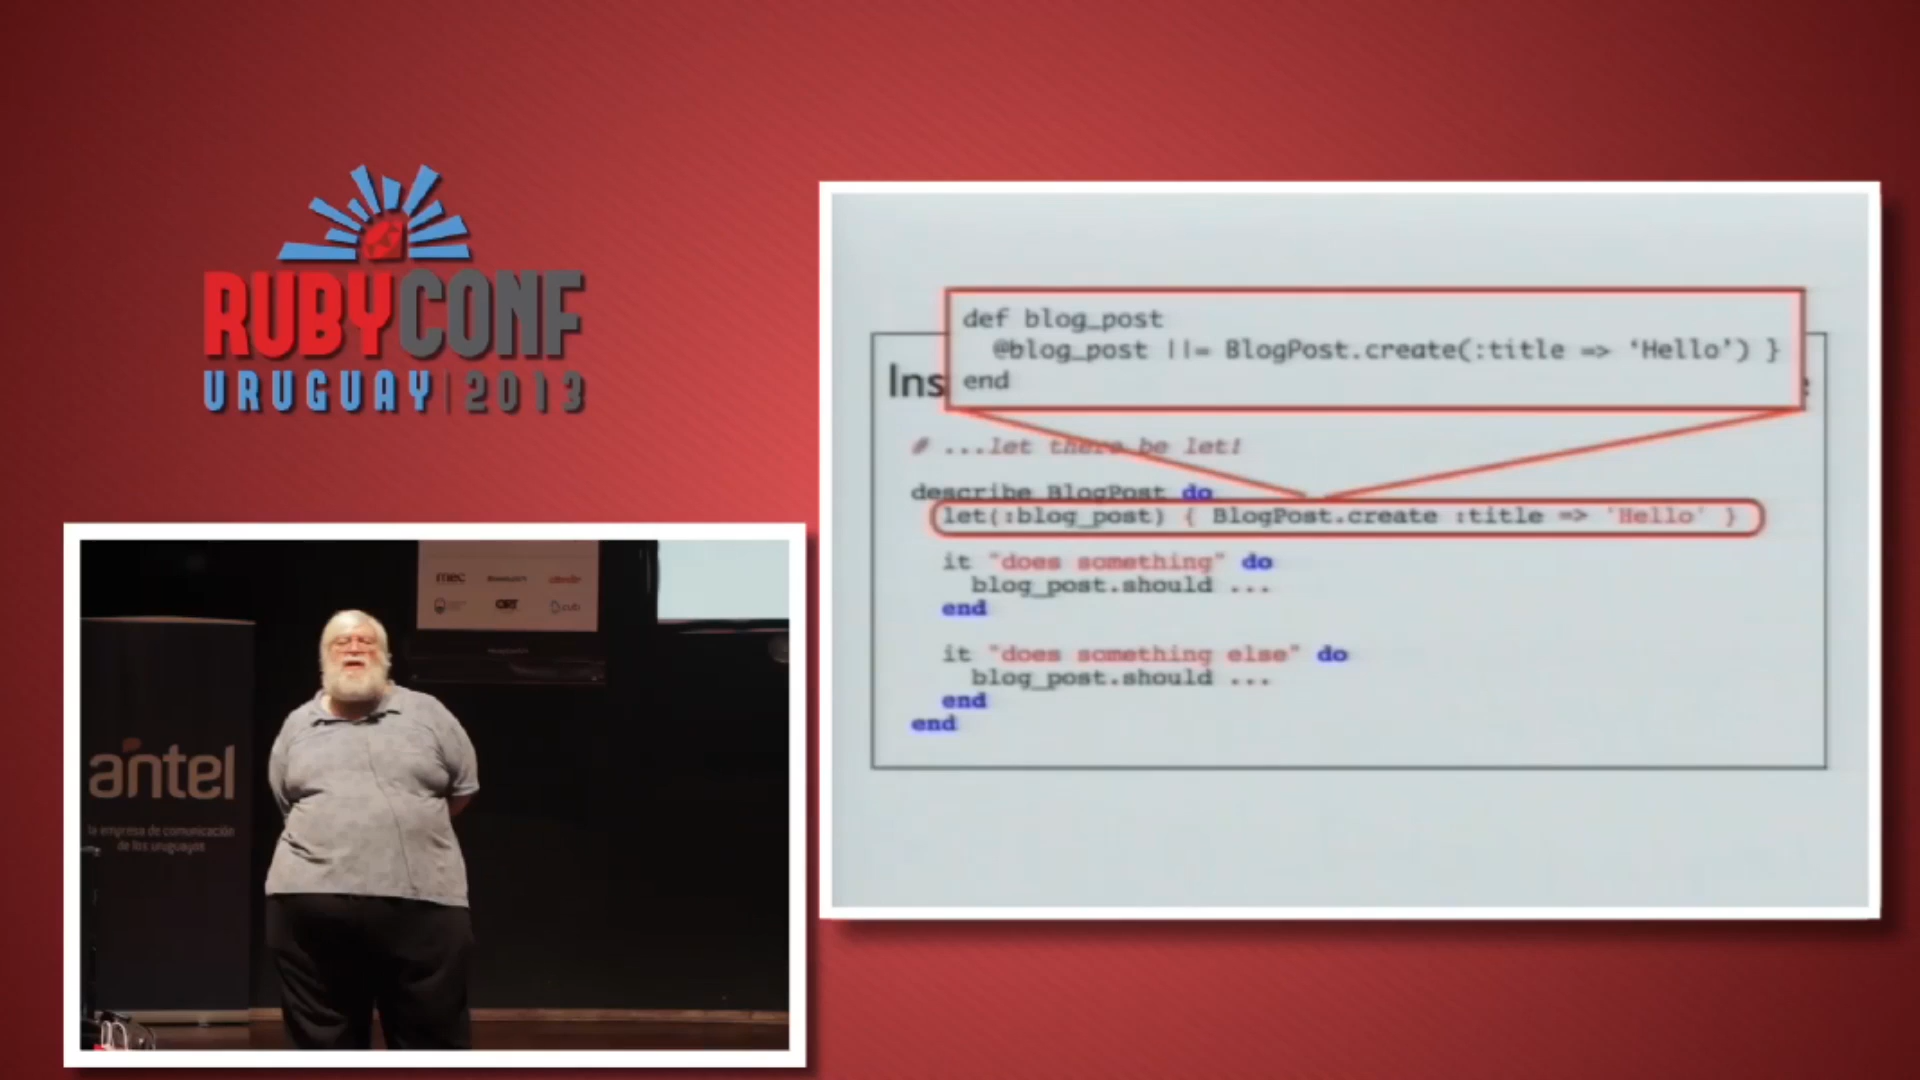 RUBYCONF
URUGUAY|2013
def blog_post
@blog_post ||= BlogPost.create(:title => ‘Hello’) }
end
Ins
# ...let there be let!
describe BlogPost do
let(:blog_post) { BlogPost.create :title => 'Hello' }
it "does something" do
blog_post.should ...
end
it "does something else" do
blog_post.should ...
end
end
mec
ORT
antel
la empresa de comunicación
de los uruguayos